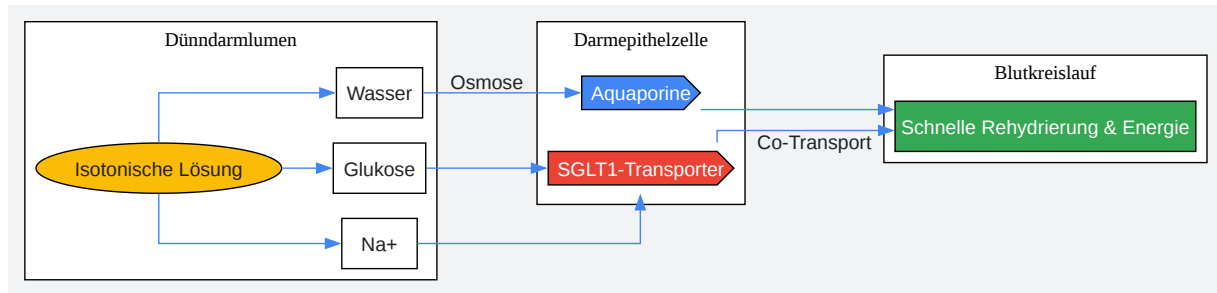 Dünndarmlumen
Isotonische Lösung
Wasser
Glukose
Na+
Osmose
Darmepithelzelle
Aquaporine
SGLT1-Transporter
Co-Transport
Blutkreislauf
Schnelle Rehydrierung & Energie